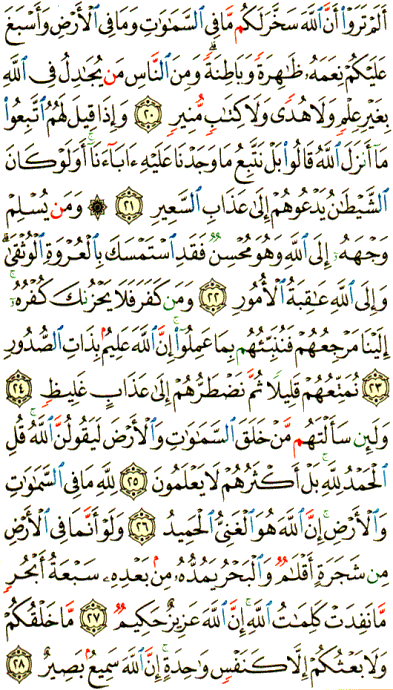 أَلَمْ تَرَوْا۟ أَنَّ ٱللَّهَ سَخَّرَ لَكُم مَّا فِى ٱلسَّمَٰوَٰتِ وَمَا فِى ٱلْأَرْضِ وَأَسْبَغَ
عَلَيْكُمْ نِعَمَهُۥ ظَٰهِرَةً وَبَاطِنَةً ۗ وَمِنَ ٱلنَّاسِ مَن يُجَٰدِلُ فِى ٱللَّهِ
بِغَيْرِ عِلْمٍ وَلَا هُدًى وَلَا كِتَٰبٍ مُّنِيرٍ ﴿٢٠﴾ وَإِذَا قِيلَ لَهُمُ ٱتَّبِعُوا۟
مَآ أَنزَلَ ٱللَّهُ قَالُوا۟ بَلْ نَتَّبِعُ مَا وَجَدْنَا عَلَيْهِ ءَابَآءَنَآ ۚ أَوَلَوْ كَانَ
ٱلشَّيْطَٰنُ يَدْعُوهُمْ إِلَىٰ عَذَابِ ٱلسَّعِيرِ ﴿٢١﴾ ۞ وَمَن يُسْلِمْ
وَجْهَهُۥٓ إِلَى ٱللَّهِ وَهُوَ مُحْسِنٌ فَقَدِ ٱسْتَمْسَكَ بِٱلْعُرْوَةِ ٱلْوُثْقَىٰ ۗ
وَإِلَى ٱللَّهِ عَٰقِبَةُ ٱلْأُمُورِ ﴿٢٢﴾ وَمَن كَفَرَ فَلَا يَحْزُنكَ كُفْرُهُۥٓ ۚ
إِلَيْنَا مَرْجِعُهُمْ فَنُنَبِّئُهُم بِمَا عَمِلُوٓا۟ ۚ إِنَّ ٱللَّهَ عَلِيمٌۢ بِذَاتِ ٱلصُّدُورِ
﴿٢٣﴾ نُمَتِّعُهُمْ قَلِيلًا ثُمَّ نَضْطَرُّهُمْ إِلَىٰ عَذَابٍ غَلِيظٍ ﴿٢٤﴾
وَلَئِن سَأَلْتَهُم مَّنْ خَلَقَ ٱلسَّمَٰوَٰتِ وَٱلْأَرْضَ لَيَقُولُنَّ ٱللَّهُ ۚ قُلِ
ٱلْحَمْدُ لِلَّهِ ۚ بَلْ أَكْثَرُهُمْ لَا يَعْلَمُونَ ﴿٢٥﴾ لِلَّهِ مَا فِى ٱلسَّمَٰوَٰتِ
وَٱلْأَرْضِ ۚ إِنَّ ٱللَّهَ هُوَ ٱلْغَنِىُّ ٱلْحَمِيدُ ﴿٢٦﴾ وَلَوْ أَنَّمَا فِى ٱلْأَرْضِ
مِن شَجَرَةٍ أَقْلَٰمٌ وَٱلْبَحْرُ يَمُدُّهُۥ مِنۢ بَعْدِهِۦ سَبْعَةُ أَبْحُرٍ
مَّا نَفِدَتْ كَلِمَٰتُ ٱللَّهِ ۗ إِنَّ ٱللَّهَ عَزِيزٌ حَكِيمٌ ﴿٢٧﴾ مَّا خَلْقُكُمْ
وَلَا بَعْثُكُمْ إِلَّا كَنَفْسٍ وَٰحِدَةٍ ۗ إِنَّ ٱللَّهَ سَمِيعٌۢ بَصِيرٌ ﴿٢٨﴾